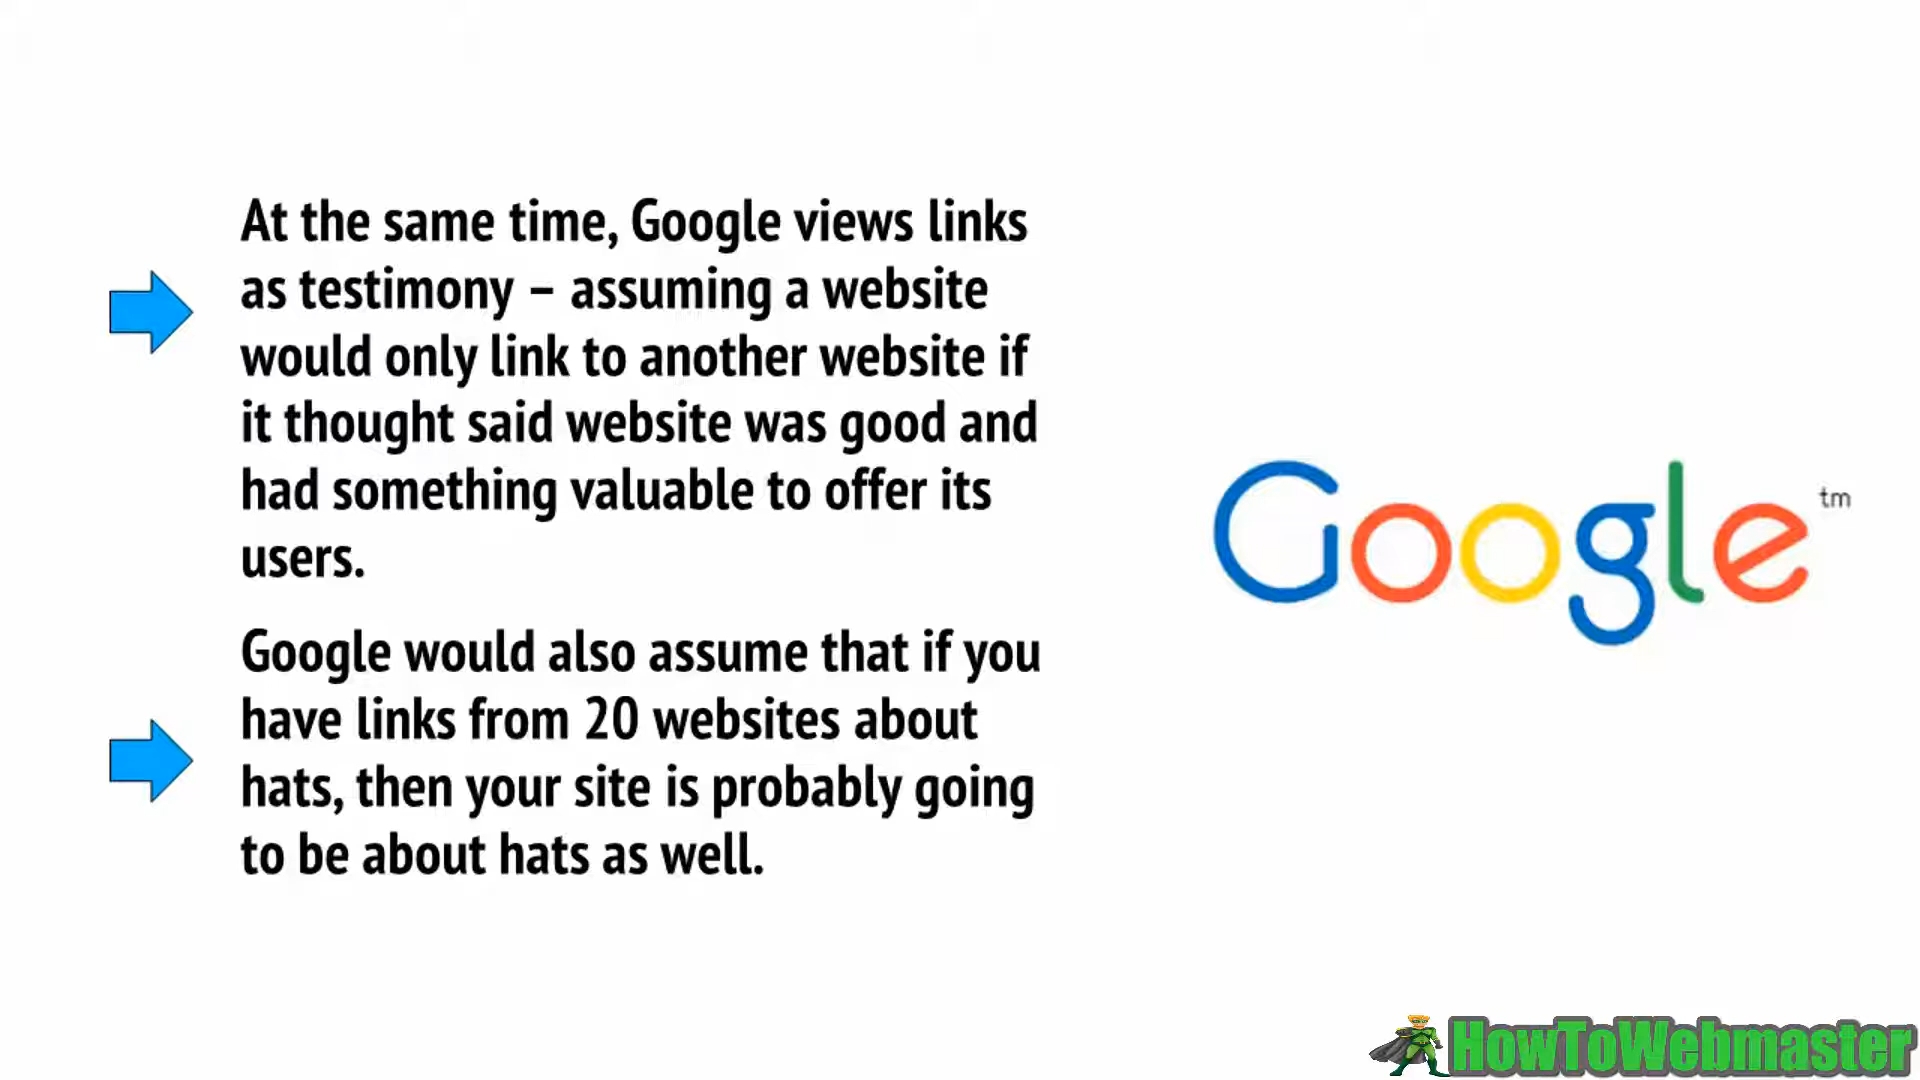 At the same time, Google views links
as testimony – assuming a website
would only link to another website if
it thought said website was good and
had something valuable to offer its
users.
Google would also assume that if you
have links from 20 websites about
hats, then your site is probably going
to be about hats as well.
Google tm
HowToWebmaster